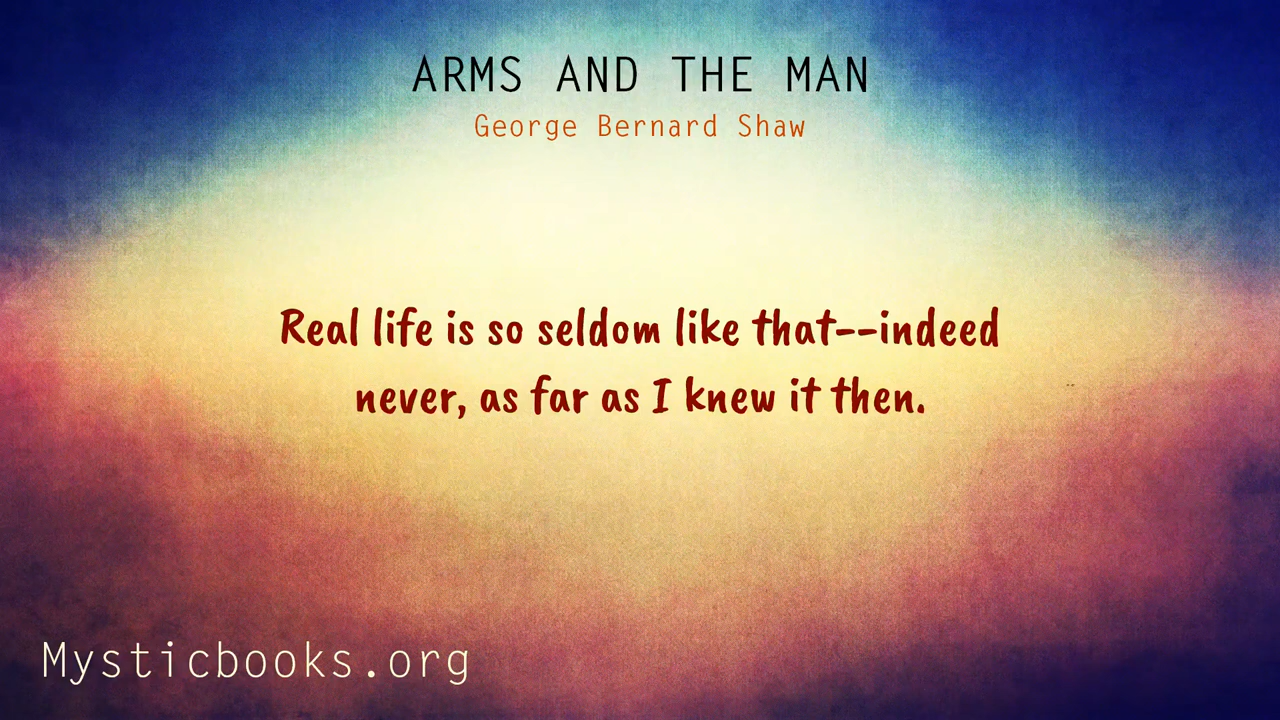 ARMS AND THE MAN
George Bernard Shaw
Real life is so seldom like that--indeed
never, as far as I knew it then.
Mysticbooks.org